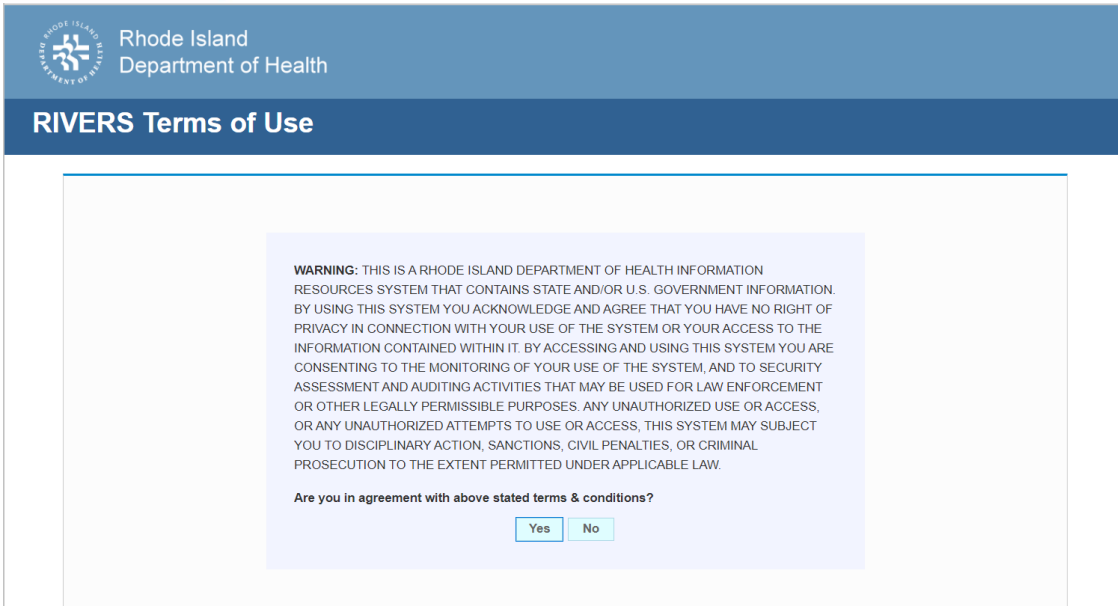 RHODE ISLAND
DEPARTMENT OF HEALTH
Rhode Island
Department of Health
RIVERS Terms of Use
WARNING: THIS IS A RHODE ISLAND DEPARTMENT OF HEALTH INFORMATION
RESOURCES SYSTEM THAT CONTAINS STATE AND/OR U.S. GOVERNMENT INFORMATION.
BY USING THIS SYSTEM YOU ACKNOWLEDGE AND AGREE THAT YOU HAVE NO RIGHT OF
PRIVACY IN CONNECTION WITH YOUR USE OF THE SYSTEM OR YOUR ACCESS TO THE
INFORMATION CONTAINED WITHIN IT. BY ACCESSING AND USING THIS SYSTEM YOU ARE
CONSENTING TO THE MONITORING OF YOUR USE OF THE SYSTEM, AND TO SECURITY
ASSESSMENT AND AUDITING ACTIVITIES THAT MAY BE USED FOR LAW ENFORCEMENT
OR OTHER LEGALLY PERMISSIBLE PURPOSES. ANY UNAUTHORIZED USE OR ACCESS,
OR ANY UNAUTHORIZED ATTEMPTS TO USE OR ACCESS, THIS SYSTEM MAY SUBJECT
YOU TO DISCIPLINARY ACTION, SANCTIONS, CIVIL PENALTIES, OR CRIMINAL
PROSECUTION TO THE EXTENT PERMITTED UNDER APPLICABLE LAW.
Are you in agreement with above stated terms & conditions?
Yes No